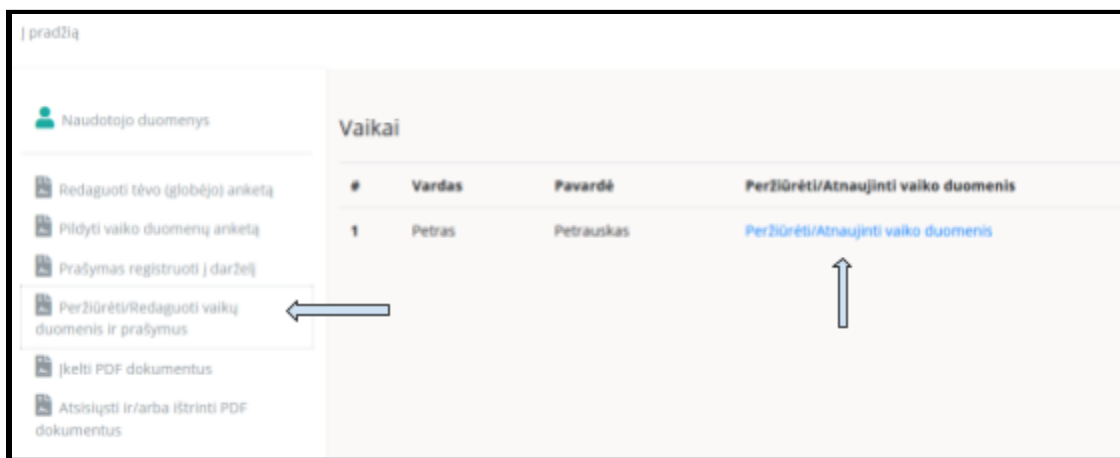 Į pradžią
Naudotojo duomenys
Redaguoti tėvo (globėjo) anketą
Pildyti vaiko duomenų anketą
Prašymas registruoti į darželį
Peržiūrėti/Redaguoti vaikų
duomenis ir prašymus
Įkelti PDF dokumentus
Atsisiųsti ir/arba ištrinti PDF
dokumentus
Vaikai
# Vardas Pavardė Peržiūrėti/Atnaujinti vaiko duomenis
1 Petras Petrauskas Peržiūrėti/Atnaujinti vaiko duomenis